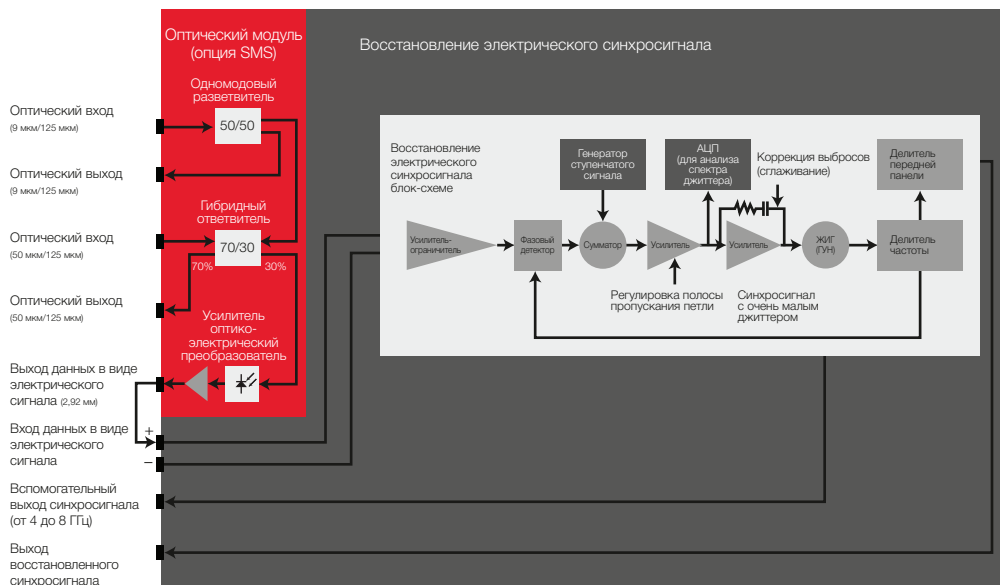 Оптический модуль
(опция SMS)
Одномодовый
разветвитель
50/50
Гибридный
ответвитель
70/30
70%
30%
Усилитель
оптико-
электрический
преобразователь
Оптический вход
(9 мкм/125 мкм)
Оптический выход
(9 мкм/125 мкм)
Оптический вход
(50 мкм/125 мкм)
Оптический выход
(50 мкм/125 мкм)
Выход данных в виде
электрического
сигнала (2,92 мм)
Вход данных в виде
электрического
сигнала
+
–
Вспомогательный
выход синхросигнала
(от 4 до 8 ГГц)
Выход
восстановленного
синхросигнала
Восстановление электрического синхросигнала
Восстановление
электрического
синхросигнала
блок-схеме
Генератор
ступенчатого
сигнала
АЦП
(для анализа
спектра
джиттера)
Коррекция выбросов
(сглаживание)
Делитель
передней
панели
Усилитель-
ограничитель
Фазовый
детектор
Сумматор
Усилитель
Усилитель
ЖИГ
(ГУН)
Делитель
частоты
Регулировка полосы
пропускания петли
Синхросигнал
с очень малым
джиттером